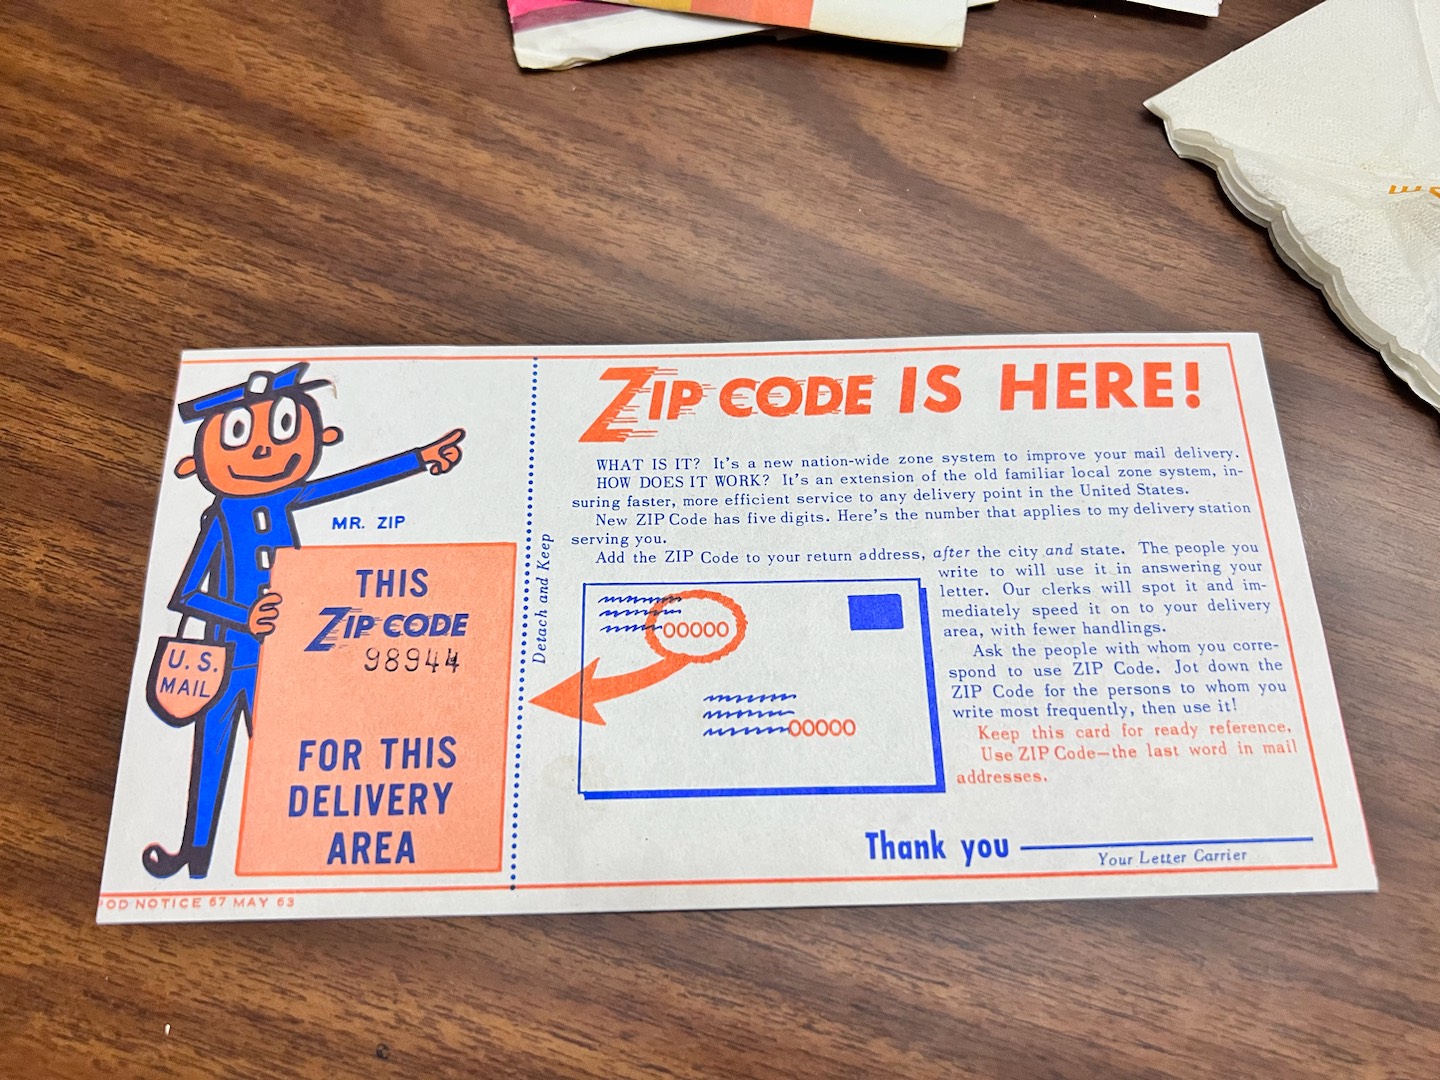 MR. ZIP
THIS
ZIP CODE
98944
FOR THIS
DELIVERY
AREA
U. S.
MAIL
POD NOTICE 67 MAY 63
Detach and Keep
ZIP CODE IS HERE!
WHAT IS IT? It's a new nation-wide zone system to improve your mail delivery.
HOW DOES IT WORK? It's an extension of the old familiar local zone system, in-
suring faster, more efficient service to any delivery point in the United States.
New ZIP Code has five digits. Here's the number that applies to my delivery station
serving you.
Add the ZIP Code to your return address, after the city and state. The people you
write to will use it in answering your
letter. Our clerks will spot it and im-
mediately speed it on to your delivery
area, with fewer handlings.
Ask the people with whom you corre-
spond to use ZIP Code. Jot down the
ZIP Code for the persons to whom you
write most frequently, then use it!
Keep this card for ready reference.
Use ZIP Code—the last word in mail
addresses.
00000
00000
Thank you
Your Letter Carrier